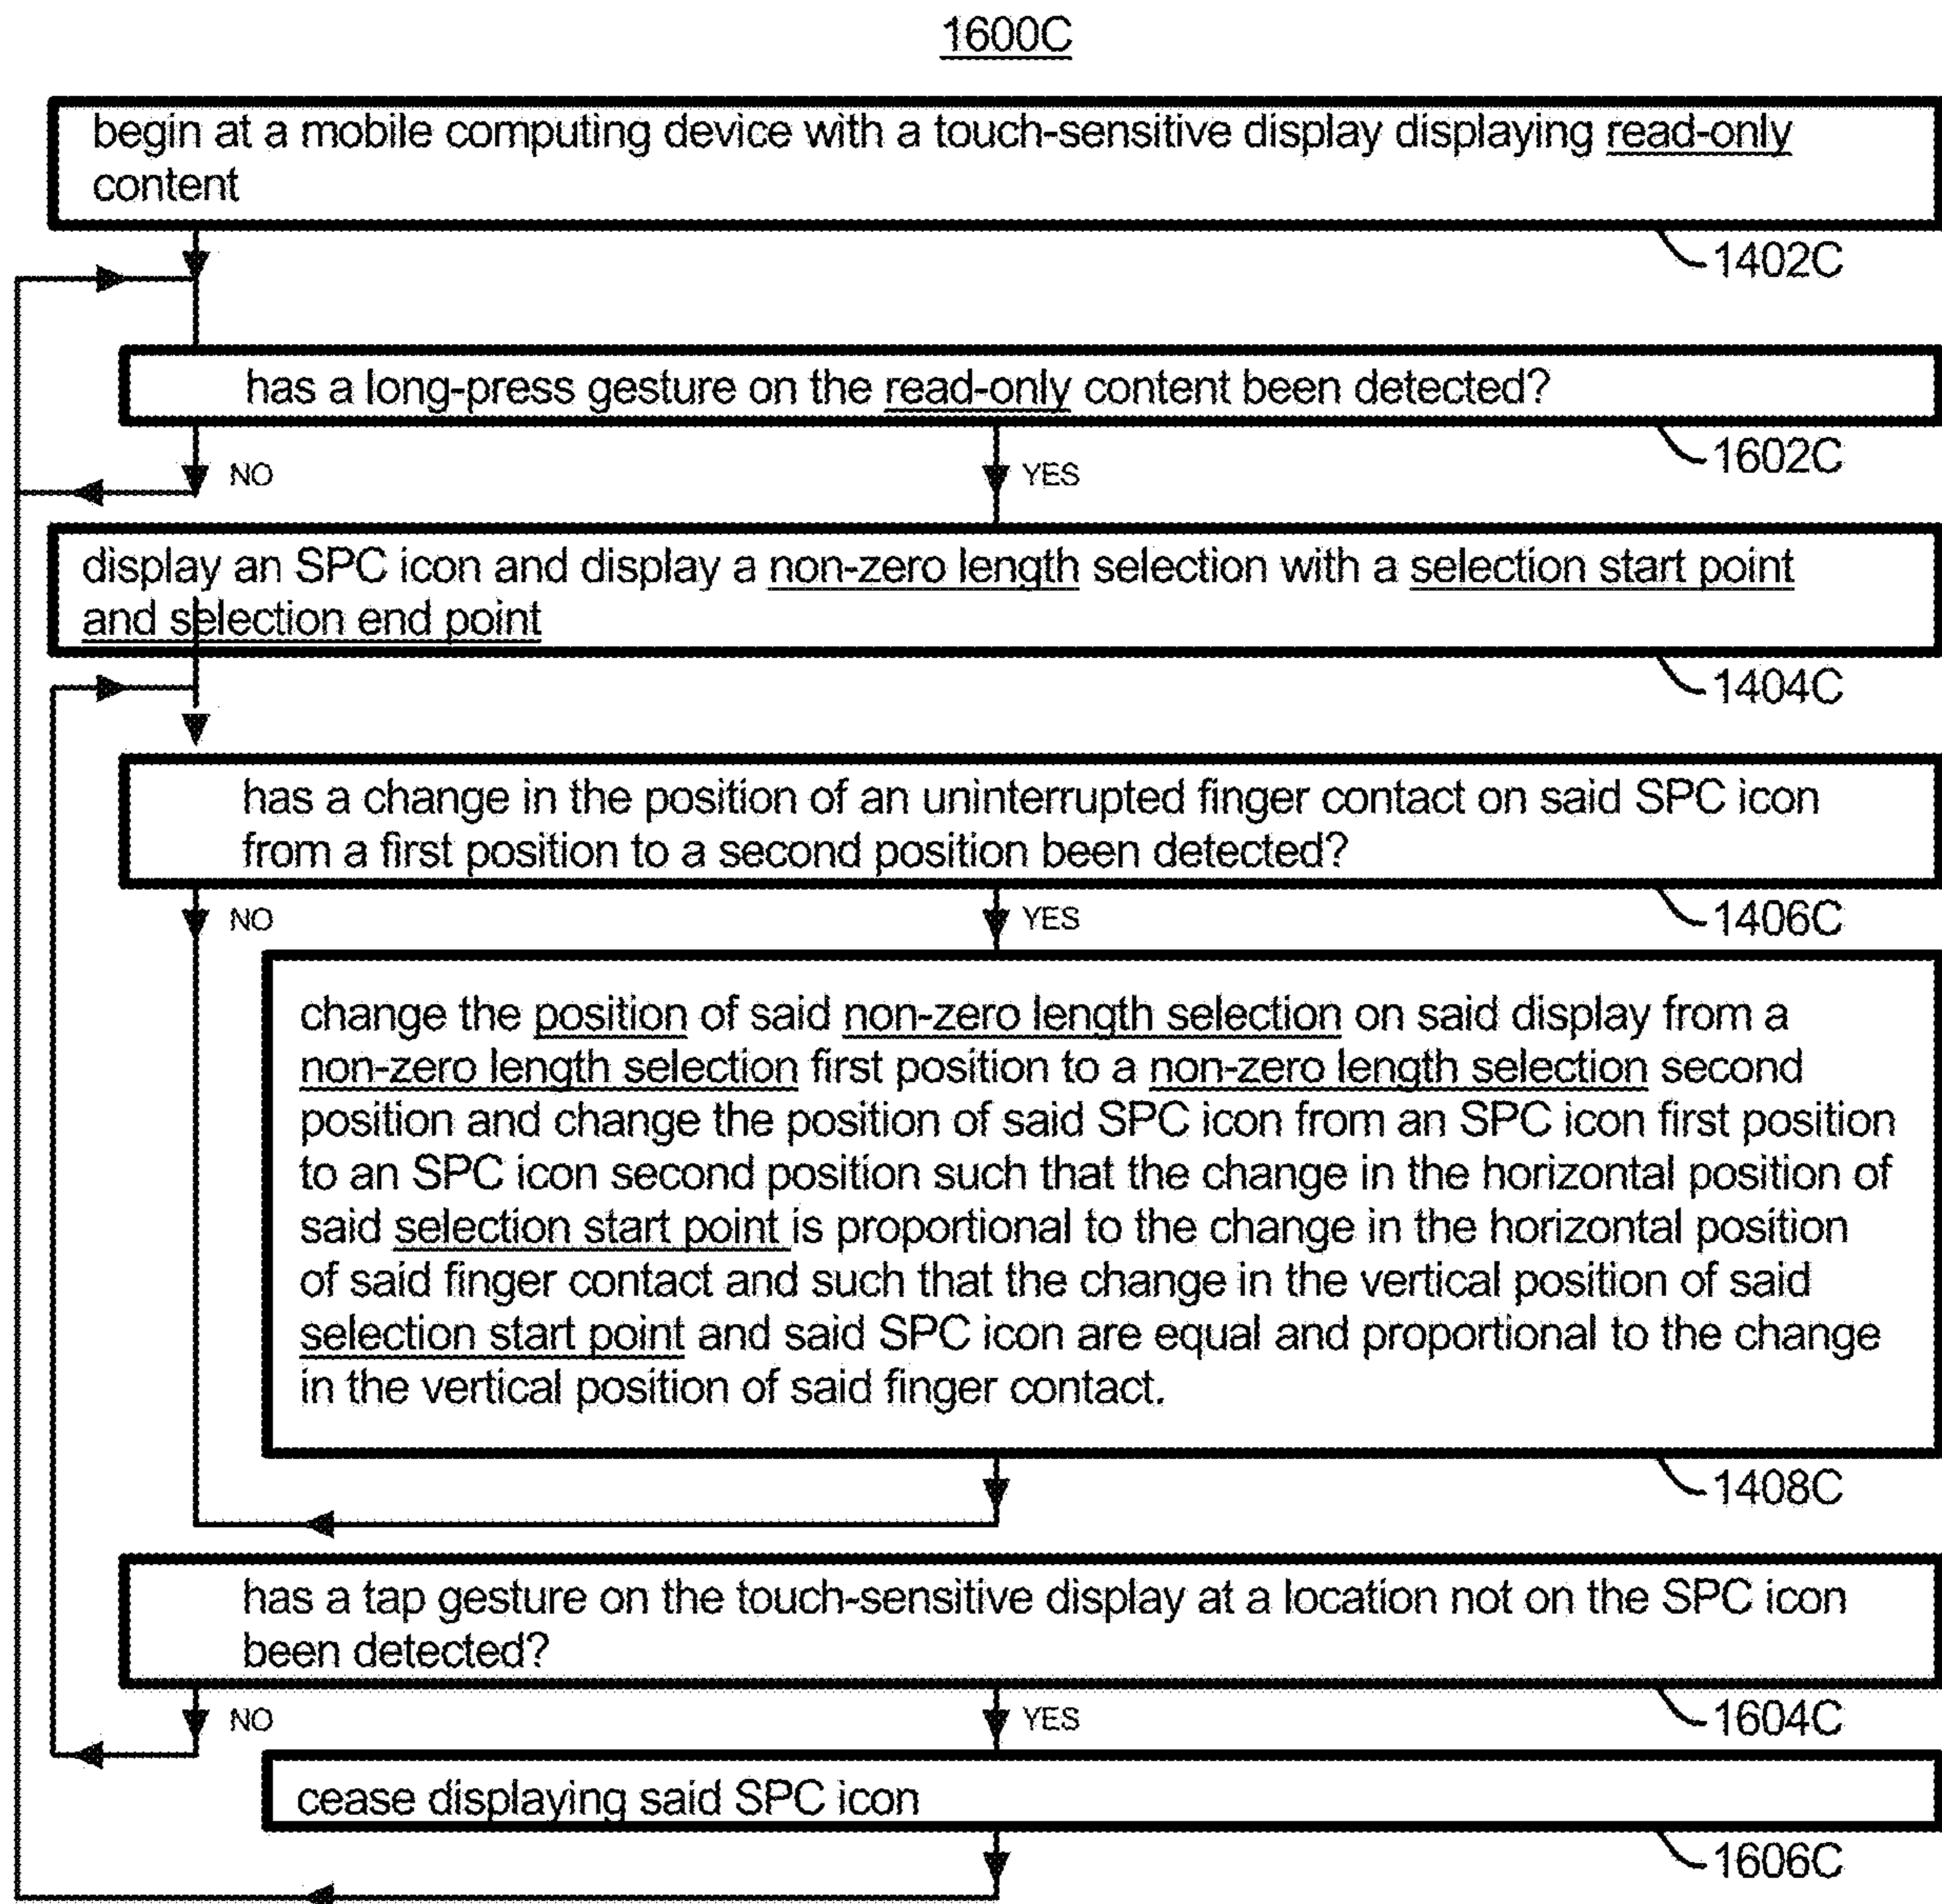 1600C
begin at a mobile computing device with a touch-sensitive display displaying read-only
content
1402C
has a long-press gesture on the read-only content been detected?
1602C
NO
YES
display an SPC icon and display a non-zero length selection with a selection start point
and selection end point
1404C
has a change in the position of an uninterrupted finger contact on said SPC icon
from a first position to a second position been detected?
1406C
NO
YES
change the position of said non-zero length selection on said display from a
non-zero length selection first position to a non-zero length selection second
position and change the position of said SPC icon from an SPC icon first position
to an SPC icon second position such that the change in the horizontal position of
said selection start point is proportional to the change in the horizontal position
of said finger contact and such that the change in the vertical position of said
selection start point and said SPC icon are equal and proportional to the change
in the vertical position of said finger contact.
1408C
has a tap gesture on the touch-sensitive display at a location not on the SPC icon
been detected?
1604C
NO
YES
cease displaying said SPC icon
1606C